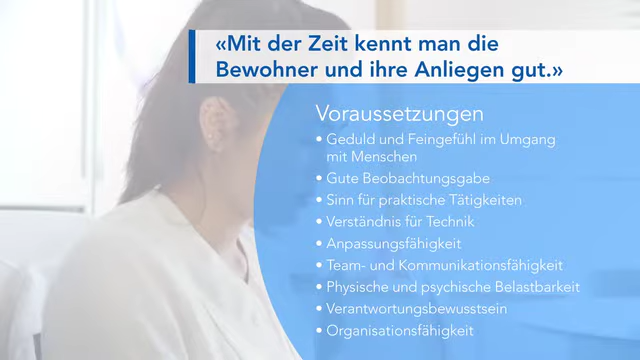 «Mit der Zeit kennt man die
Bewohner und ihre Anliegen gut.»
Voraussetzungen
• Geduld und Feingefühl im Umgang
mit Menschen
• Gute Beobachtungsgabe
• Sinn für praktische Tätigkeiten
• Verständnis für Technik
• Anpassungsfähigkeit
• Team- und Kommunikationsfähigkeit
• Physische und psychische Belastbarkeit
• Verantwortungsbewusstsein
• Organisationsfähigkeit